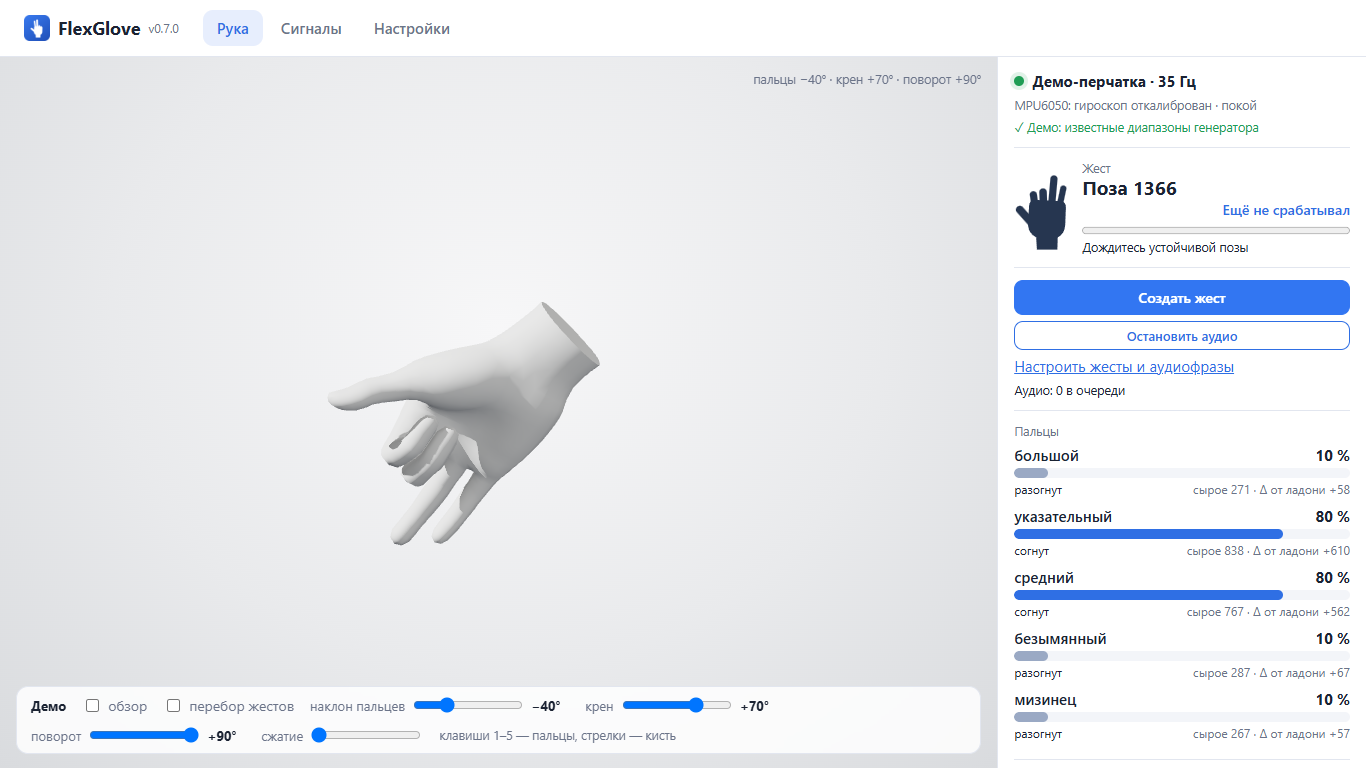 FlexGlove v0.7.0 Рука Сигналы Настройки
пальцы −40° · крен +70° · поворот +90°
Демо-перчатка · 35 Гц
MPU6050: гироскоп откалиброван · покой
✓ Демо: известные диапазоны генератора
Жест
Поза 1366
Ещё не срабатывал
Дождитесь устойчивой позы
Создать жест
Остановить аудио
Настроить жесты и аудиофразы
Аудио: 0 в очереди
Пальцы
большой 10 %
разогнут сырое 271 · Δ от ладони +58
указательный 80 %
согнут сырое 838 · Δ от ладони +610
средний 80 %
согнут сырое 767 · Δ от ладони +562
безымянный 10 %
разогнут сырое 287 · Δ от ладони +67
мизинец 10 %
разогнут сырое 267 · Δ от ладони +57
Демо обзор перебор жестов наклон пальцев −40° крен +70°
поворот +90° сжатие клавиши 1–5 — пальцы, стрелки — кисть